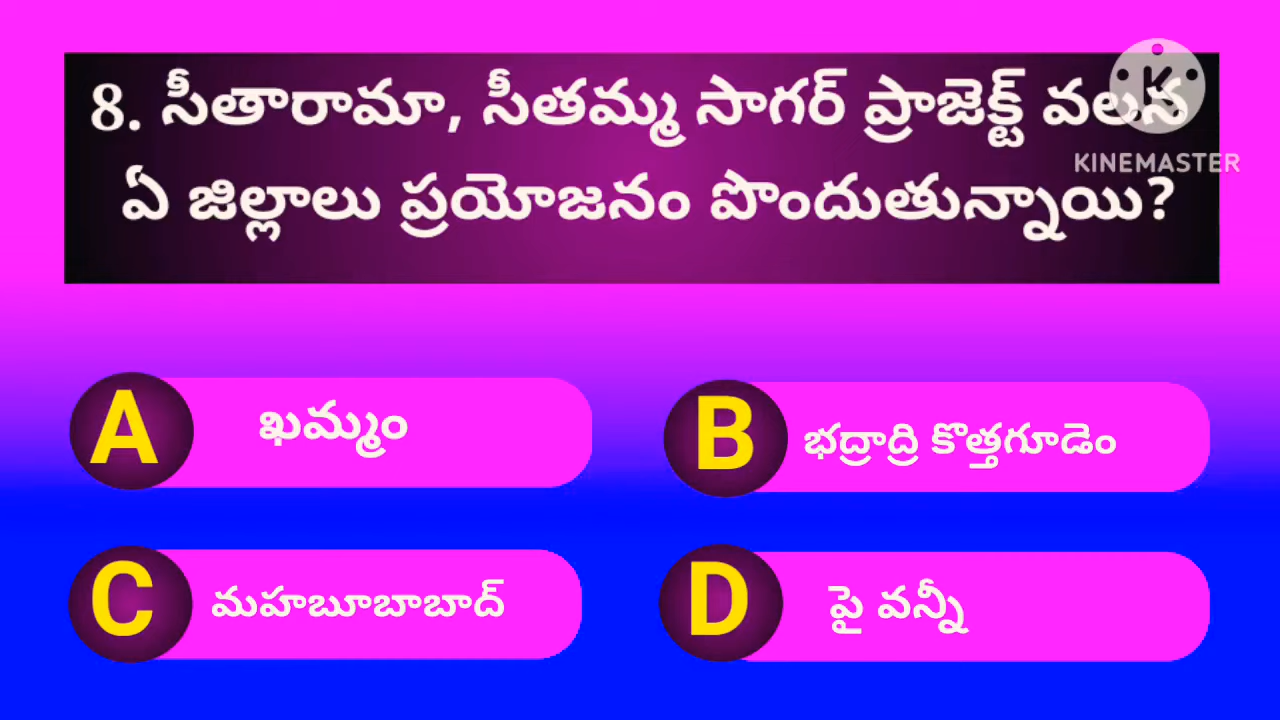 8. సీతారామా, సీతమ్మ సాగర్ ప్రాజెక్ట్ వలన
KINEMASTER
ఏ జిల్లాలు ప్రయోజనం పొందుతున్నాయి?
A ఖమ్మం
B భద్రాద్రి కొత్తగూడెం
C మహబూబాబాద్
D పై వన్నీ